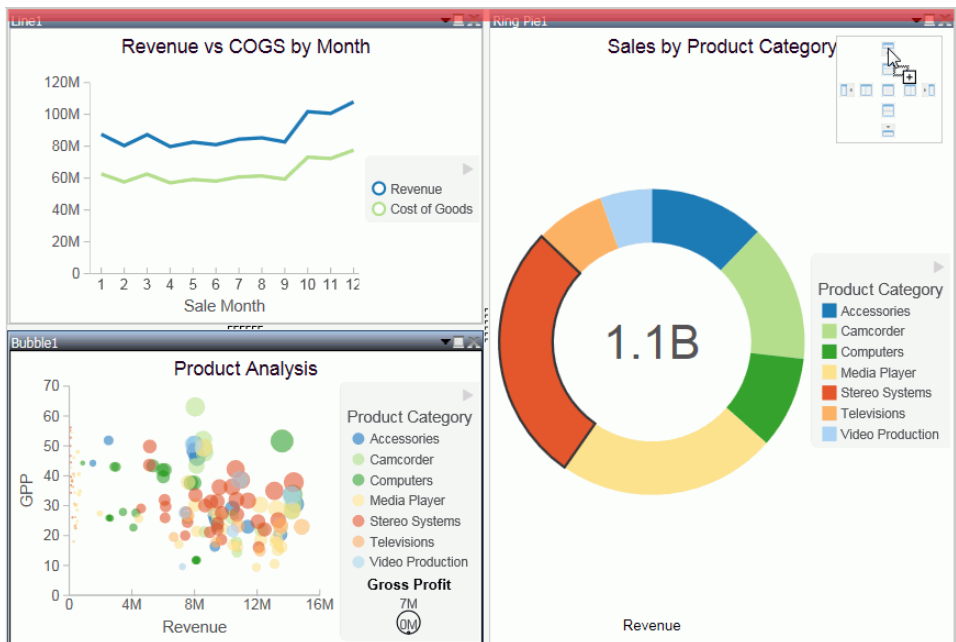 Line1
Revenue vs COGS by Month
120M
100M
80M
60M
40M
20M
0
1 2 3 4 5 6 7 8 9 10 11 12
Sale Month
Revenue
Cost of Goods
Bubble1
Product Analysis
70
60
50
40
30
20
10
0
GPP
0 4M 8M 12M 16M
Revenue
Product Category
Accessories
Camcorder
Computers
Media Player
Stereo Systems
Televisions
Video Production
Gross Profit
7M
0M
Ring Pie1
Sales by Product Category
1.1B
Product Category
Accessories
Camcorder
Computers
Media Player
Stereo Systems
Televisions
Video Production
Revenue